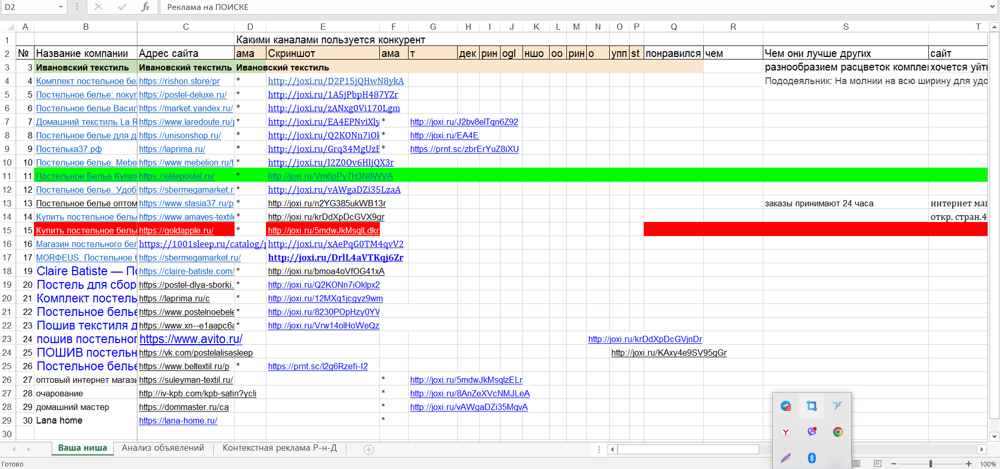 D2 fx Реклама на ПОИСКЕ
A B C D E F G H I J K L M N O P Q R S T
1 Какими каналами пользуется конкурент
2 № Название компании Адрес сайта ама Скриншот ама т дек рин ogl ншо оо рин о упп st понравился чем Чем они лучше других сайт
3 3 Ивановский текстиль Ивановский текстиль Ивановский текстиль разнообразием расцветок компле хочется уйти
4 4 Комплект постельное бе. https://rishon.store/pr * http://joxi.ru/D2P15jQHwN8ykA Пододеяльник: На молнии на всю ширину для удо
5 5 Постельное белье: покуп https://postel-deluxe.ru/ * http://joxi.ru/1A5jPbpH487YZr
6 6 Постельное белье Васил https://market.yandex.ru/ * http://joxi.ru/zANxg0Vi170Lgm
7 7 Домашний текстиль La R https://www.laredoute.ru/ * http://joxi.ru/EA4EPNviXly * http://joxi.ru/J2bv8elTqn6Z92
8 8 Постельное белье для д https://unisonshop.ru/ * http://joxi.ru/Q2KONn7iOk * http://joxi.ru/EA4E
9 9 Постелька37.рф https://laprima.ru/ * http://joxi.ru/Grq34MgUzE * https://prnt.sc/zbrErYuZ8iXU
10 10 Постельное белье. Mebe https://www.mebelion.ru/t * http://joxi.ru/l2Z0Ov6HljQX3r
11 11 Постельное Белье Купит https://elitepostel.ru/ * http://joxi.ru/Vm6pPy7H3N8WVA
12 12 Постельное белье. Удоб https://sbermegamarket.r * http://joxi.ru/vAWgaDZi35LzaA
13 13 Постельное белье оптом https://www.stasia37.ru/p * http://joxi.ru/n2YG385ukWB13r заказы принимают 24 часа интернет маг
14 14 Купить постельное бель https://www.amaves-textile * http://joxi.ru/krDdXpDcGVX9gr откр. стран.4
15 15 Купить постельное бель https://goldapple.ru/ * http://joxi.ru/5mdwJkMsqlLdkr
16 16 Магазин постельного бел https://1001sleep.ru/catalog/p http://joxi.ru/xAePqG0TM4qvV2
17 17 MORФEUS. Постельное б https://sbermegamarket.ru/ http://joxi.ru/DrlL4aVTKqj6Zr
18 19 Claire Batiste — По https://claire-batiste.com/ * http://joxi.ru/bmoa4oVfOG41xA
19 20 Постель для сбор https://postel-dlya-sborki. * http://joxi.ru/Q2KONn7iOklpx2
20 21 Комплект постель https://laprima.ru/c * http://joxi.ru/12MXq1jcgyz9wm
21 22 Постельное белье https://www.postelnoebele * http://joxi.ru/8230POpHzy0YV
22 23 Пошив текстиля д https://www.xn--e1aapc6a * http://joxi.ru/Vrw14olHoWeQz
23 24 пошив постельног https://www.avito.ru/ http://joxi.ru/krDdXpDcGVjnDr
24 25 ПОШИВ постельн https://vk.com/postelalisasleep http://joxi.ru/KAxy4e9SV95gGr
25 26 Постельное белье https://www.beltextil.ru/p * https://prnt.sc/l2g6Rzefi-I2
26 27 оптовый интернет магази https://suleyman-textil.ru/ * http://joxi.ru/5mdwJkMsqlzELr
27 28 очарование http://iv-kpb.com/kpb-satin?ycli * http://joxi.ru/8AnZeXVcNMJLeA
28 29 домашний мастер https://dommaster.ru/ca * http://joxi.ru/vAWgaDZi35MqvA
29 30 Lana home https://lana-home.ru/ *
30
Ваша ниша Анализ объявлений Контекстная реклама Р-н-Д
Готово 100%